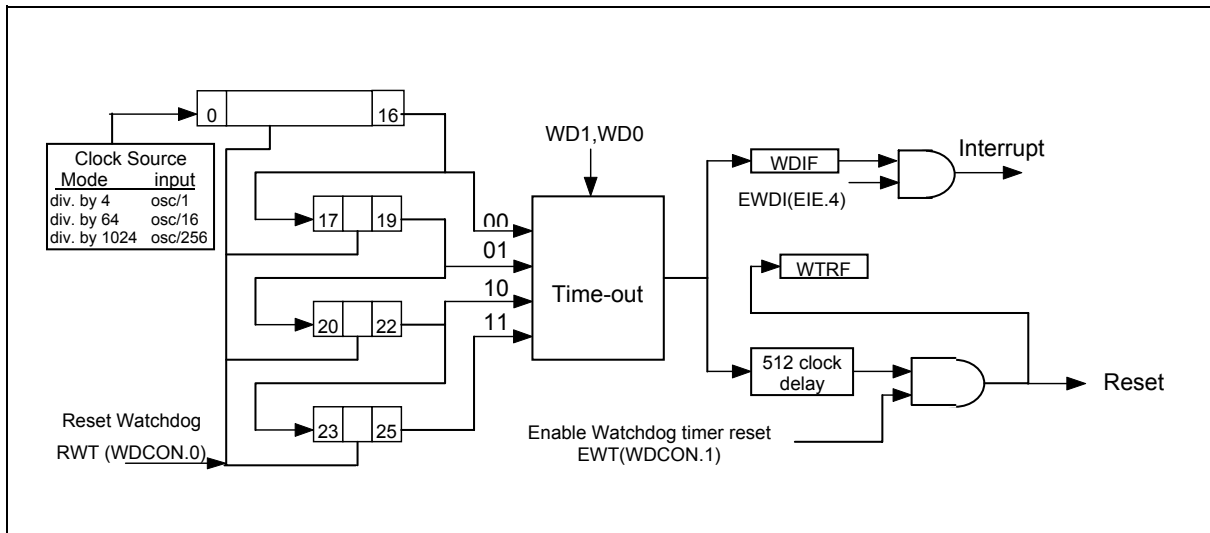 0
16
Clock Source
Mode input
div. by 4 osc/1
div. by 64 osc/16
div. by 1024 osc/256
17
19
20
22
23
25
Reset Watchdog
RWT (WDCON.0)
WD1,WD0
00
01
10
11
Time-out
WDIF
EWDI(EIE.4)
Interrupt
WTRF
512 clock
delay
Reset
Enable Watchdog timer reset
EWT(WDCON.1)